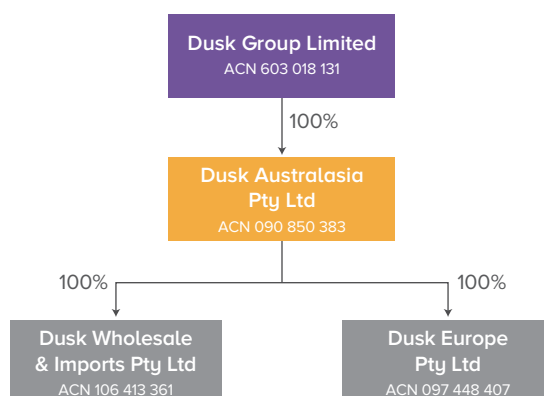 Dusk Group Limited
ACN 603 018 131
100%
Dusk Australasia
Pty Ltd
ACN 090 850 383
100%
100%
Dusk Wholesale
& Imports Pty Ltd
ACN 106 413 361
Dusk Europe
Pty Ltd
ACN 097 448 407